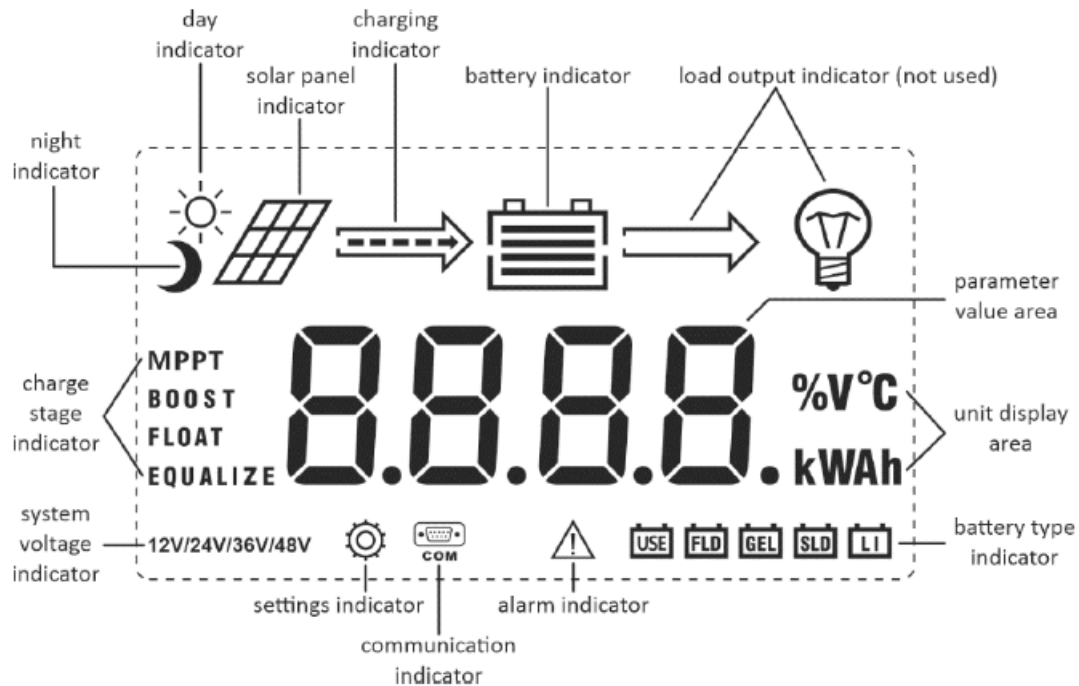 day
indicator
charging
indicator
solar panel
indicator
battery indicator
load output indicator (not used)
night
indicator
parameter
value area
8.8.8.8.
MPPT
BOOST
FLOAT
EQUALIZE
charge
stage
indicator
%V°C
kWAh
unit display
area
system
voltage
indicator
12V/24V/36V/48V
COM
USE
FLD
GEL
SLD
LI
battery type
indicator
settings indicator
alarm indicator
communication
indicator